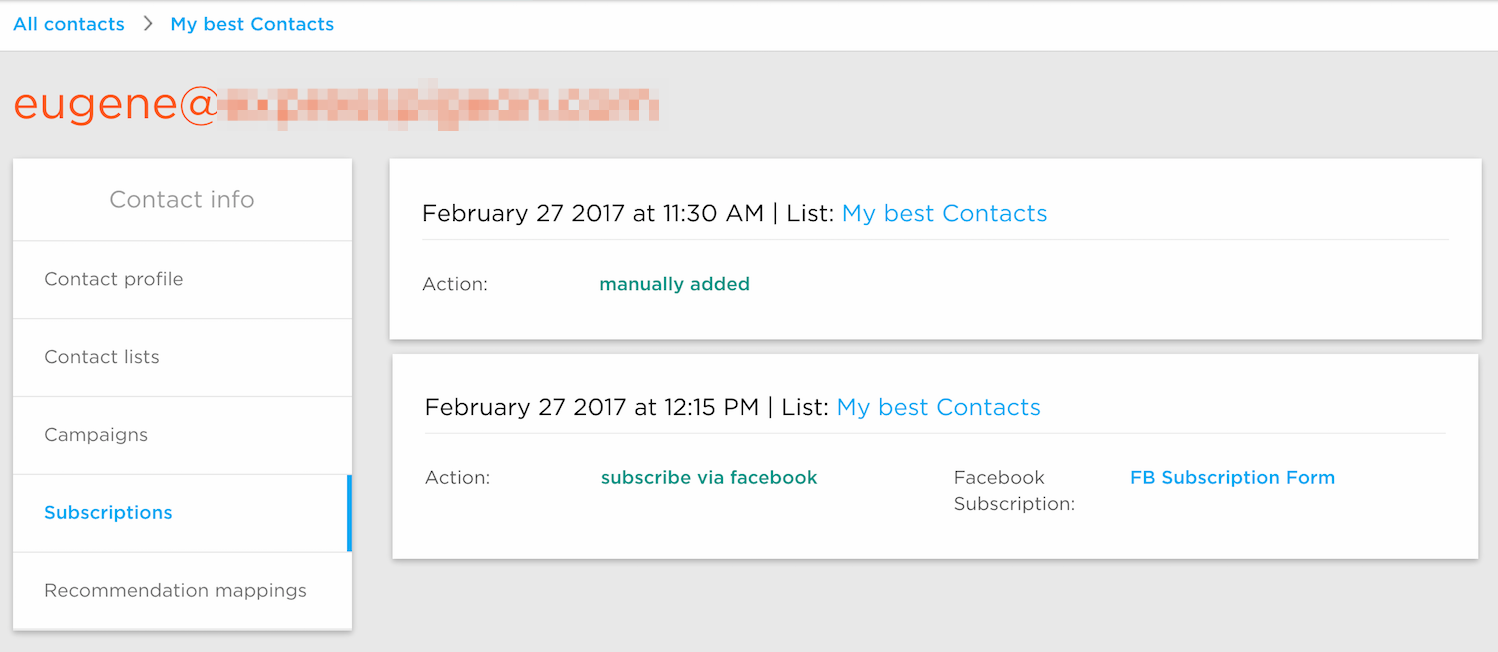 All contacts > My best Contacts
eugene@
Contact info
Contact profile
Contact lists
Campaigns
Subscriptions
Recommendation mappings
February 27 2017 at 11:30 AM | List: My best Contacts
Action: manually added
February 27 2017 at 12:15 PM | List: My best Contacts
Action: subscribe via facebook
Facebook
Subscription: FB Subscription Form